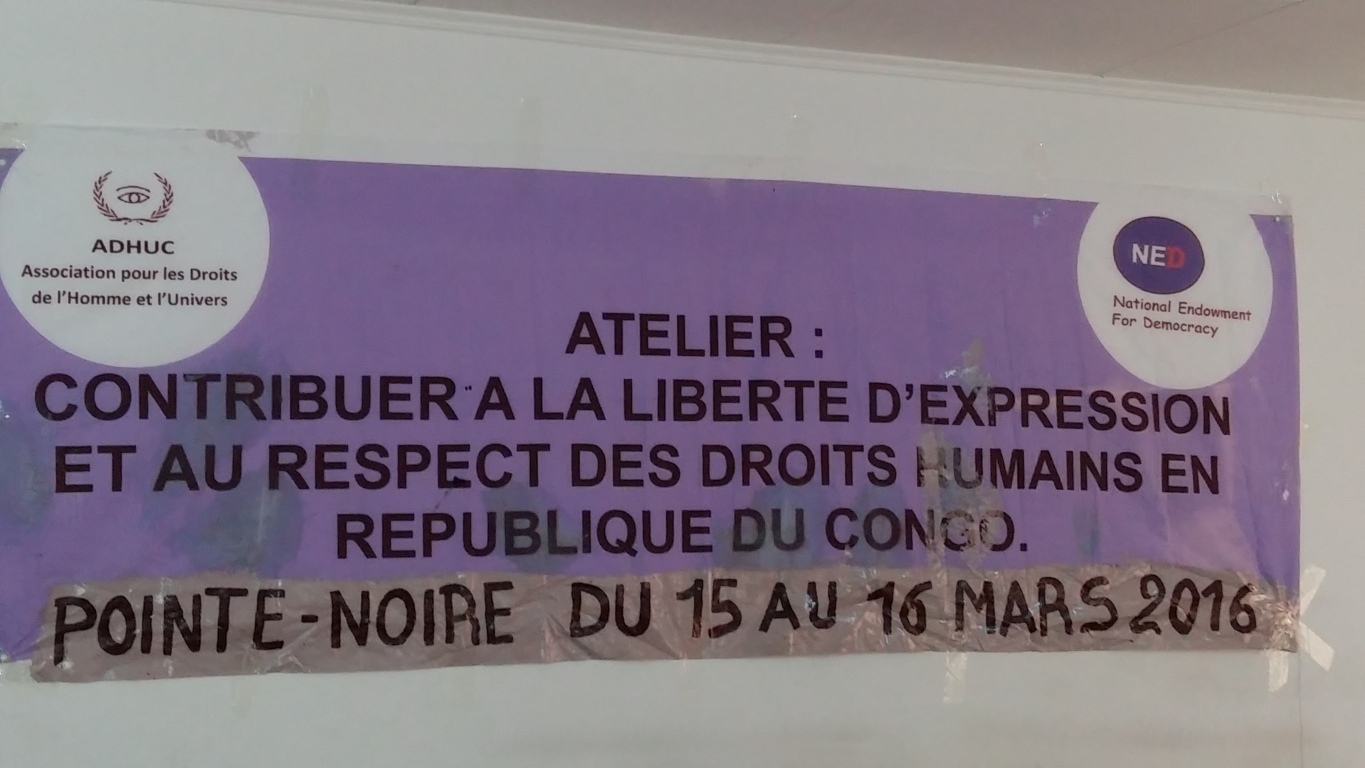 ADHUC
Association pour les Droits
de l'Homme et l'Univers
NED
National Endowment
For Democracy
ATELIER :
CONTRIBUER A LA LIBERTE D'EXPRESSION
ET AU RESPECT DES DROITS HUMAINS EN
REPUBLIQUE DU CONGO.
POINTE-NOIRE DU 15 AU 16 MARS 2016